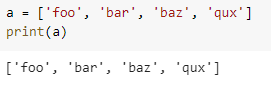 a = ['foo', 'bar', 'baz', 'qux']
print(a)
['foo', 'bar', 'baz', 'qux']